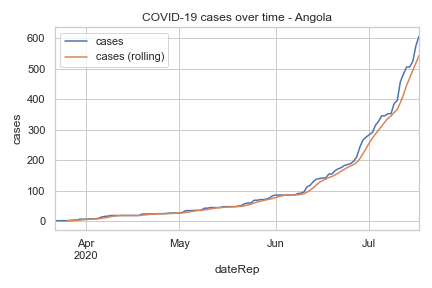 COVID-19 cases over time - Angola
cases
cases (rolling)
600
500
400
300
200
100
0
cases
Apr
2020
May
Jun
Jul
dateRep